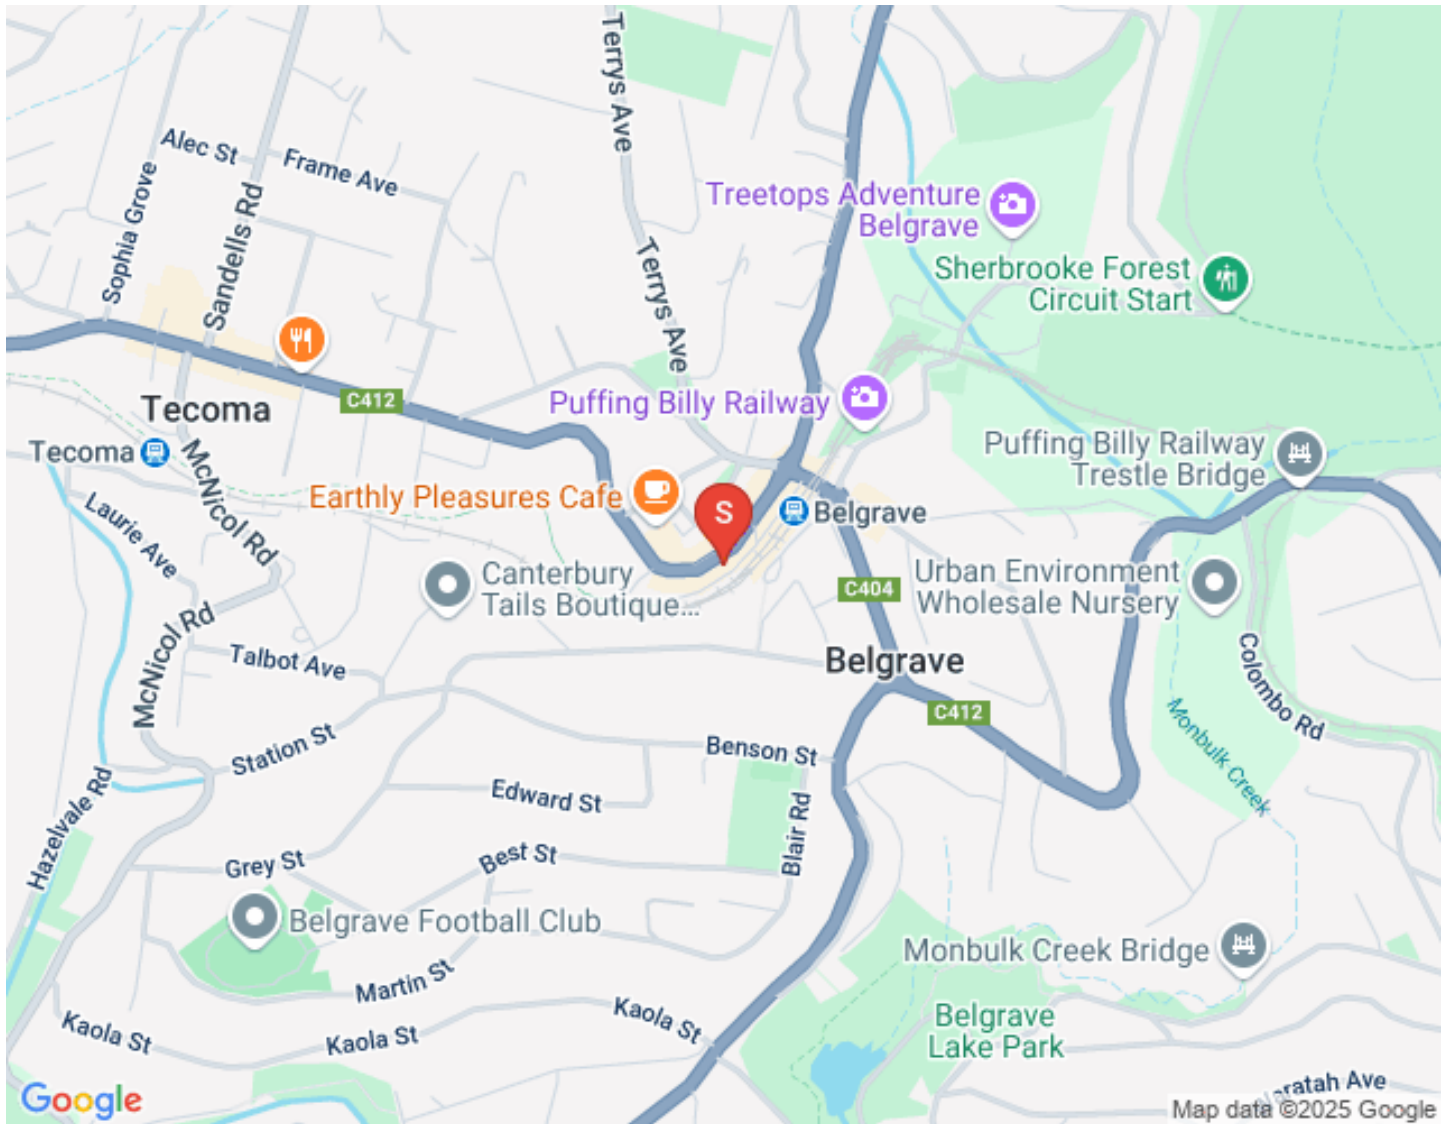 Terrys Ave
Alec St
Frame Ave
Sophia Grove
Sandells Rd
Treetops Adventure
Belgrave
Terrys Ave
Sherbrooke Forest
Circuit Start
C412
Puffing Billy Railway
Tecoma
Tecoma
McNicol Rd
Puffing Billy Railway
Trestle Bridge
Earthly Pleasures Cafe
S
Belgrave
Laurie Ave
Canterbury
Tails Boutique...
C404
Urban Environment
Wholesale Nursery
McNicol Rd
Talbot Ave
Belgrave
Colombo Rd
C412
Station St
Benson St
Monbulk Creek
Edward St
Hazelvale Rd
Blair Rd
Grey St
Best St
Belgrave Football Club
Monbulk Creek Bridge
Martin St
Kaola St
Kaola St
Kaola St
Belgrave
Lake Park
Google
Ave
Map data ©2025 Google